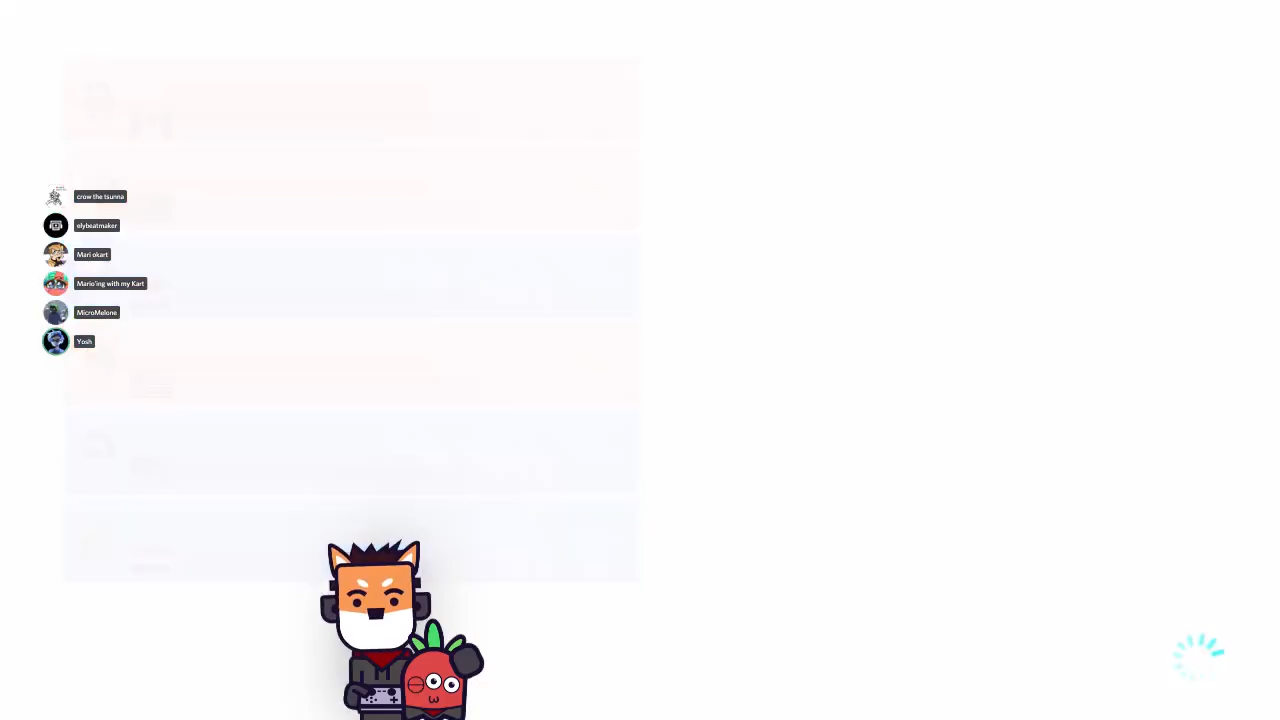 crow the tsunna
elybeatmaker
Mari okart
Mario'ing with my Kart
MicroMelone
Yosh